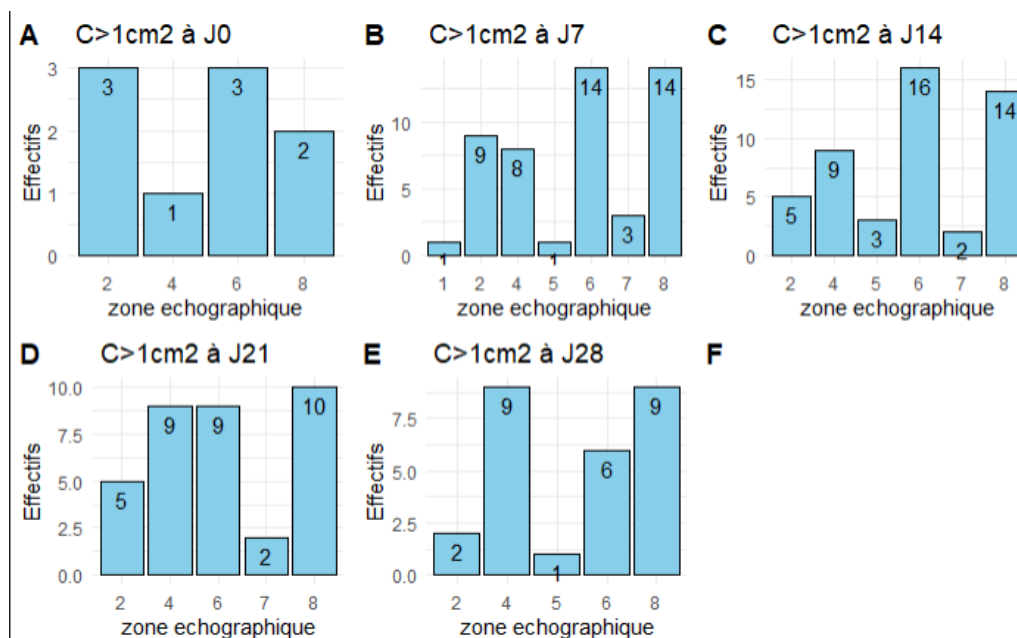 A C>1cm2 à J0
Effectifs
3
2
1
0
3
1
3
2
2 4 6 8
zone echographique
B C>1cm2 à J7
Effectifs
10
5
0
1
9
8
1
14
3
14
1 2 4 5 6 7 8
zone echographique
C C>1cm2 à J14
Effectifs
15
10
5
0
5
9
3
16
2
14
2 4 5 6 7 8
zone echographique
D C>1cm2 à J21
Effectifs
10.0
7.5
5.0
2.5
0.0
5
9
9
2
10
2 4 6 7 8
zone echographique
E C>1cm2 à J28
Effectifs
7.5
5.0
2.5
0.0
2
9
1
6
9
2 4 5 6 8
zone echographique
F